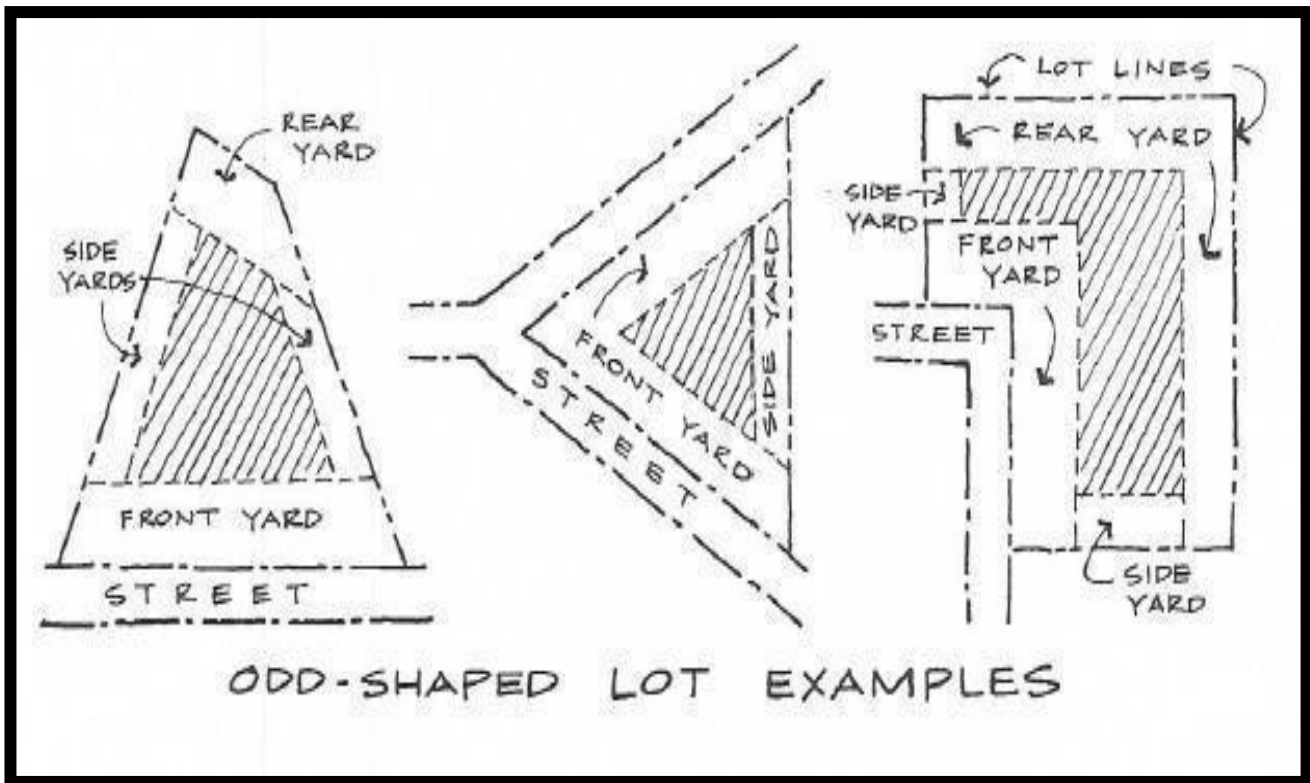 REAR
YARD
SIDE
YARDS
FRONT YARD
STREET
FRONT YARD
SIDE YARD
STREET
LOT LINES
REAR YARD
SIDE
YARD
FRONT
YARD
STREET
SIDE
YARD
ODD-SHAPED LOT EXAMPLES